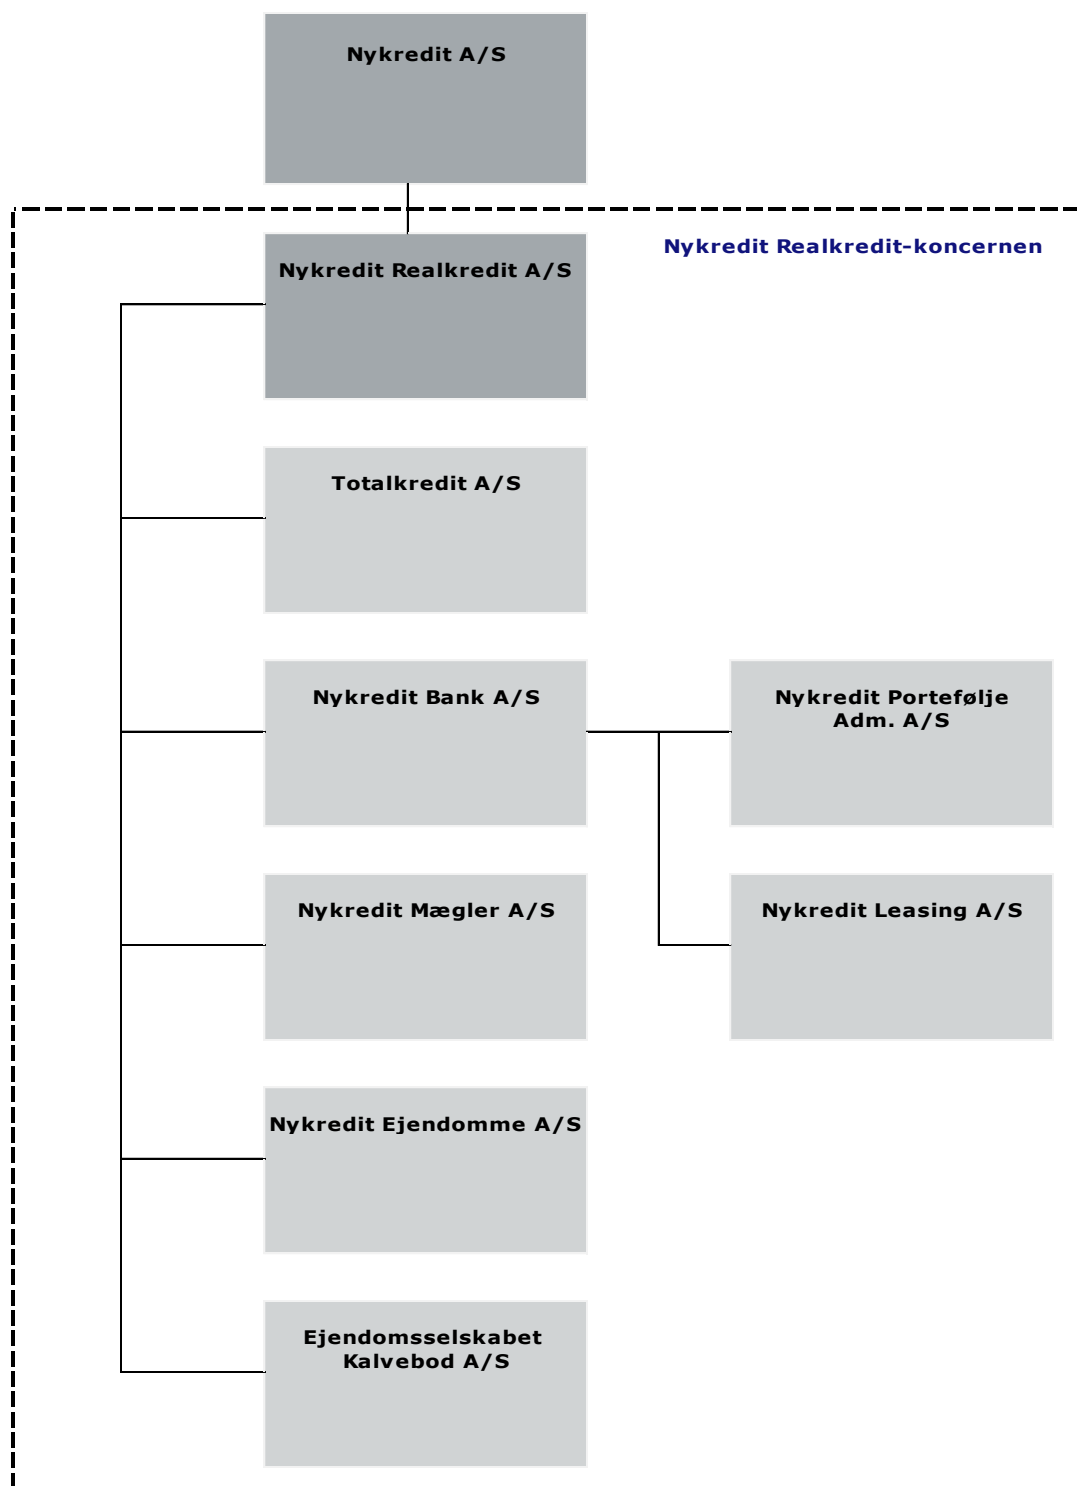 Nykredit A/S
Nykredit Realkredit-koncernen
Nykredit Realkredit A/S
Totalkredit A/S
Nykredit Bank A/S
Nykredit Portefølje
Adm. A/S
Nykredit Mægler A/S
Nykredit Leasing A/S
Nykredit Ejendomme A/S
Ejendomsselskabet
Kalvebod A/S